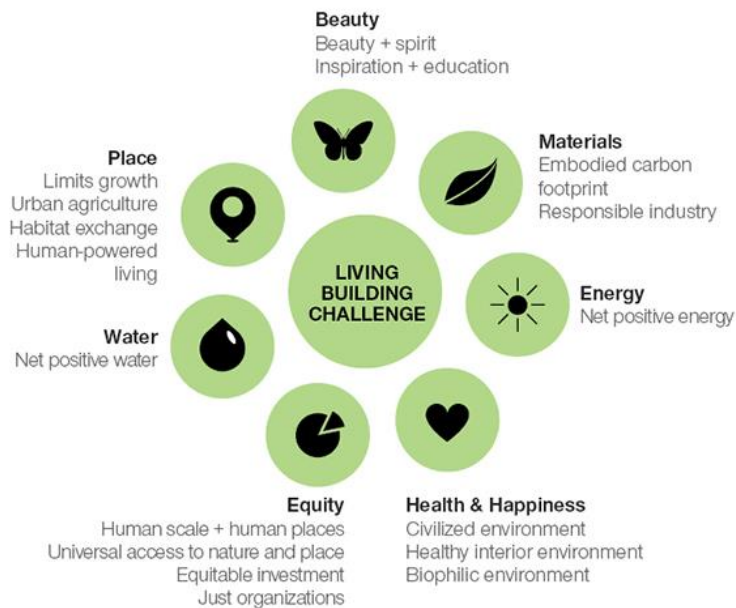 Beauty
Beauty + spirit
Inspiration + education
Materials
Embodied carbon
footprint
Responsible industry
Energy
Net positive energy
Health & Happiness
Civilized environment
Healthy interior environment
Biophilic environment
Equity
Human scale + human places
Universal access to nature and place
Equitable investment
Just organizations
Water
Net positive water
Place
Limits growth
Urban agriculture
Habitat exchange
Human-powered
living
LIVING
BUILDING
CHALLENGE